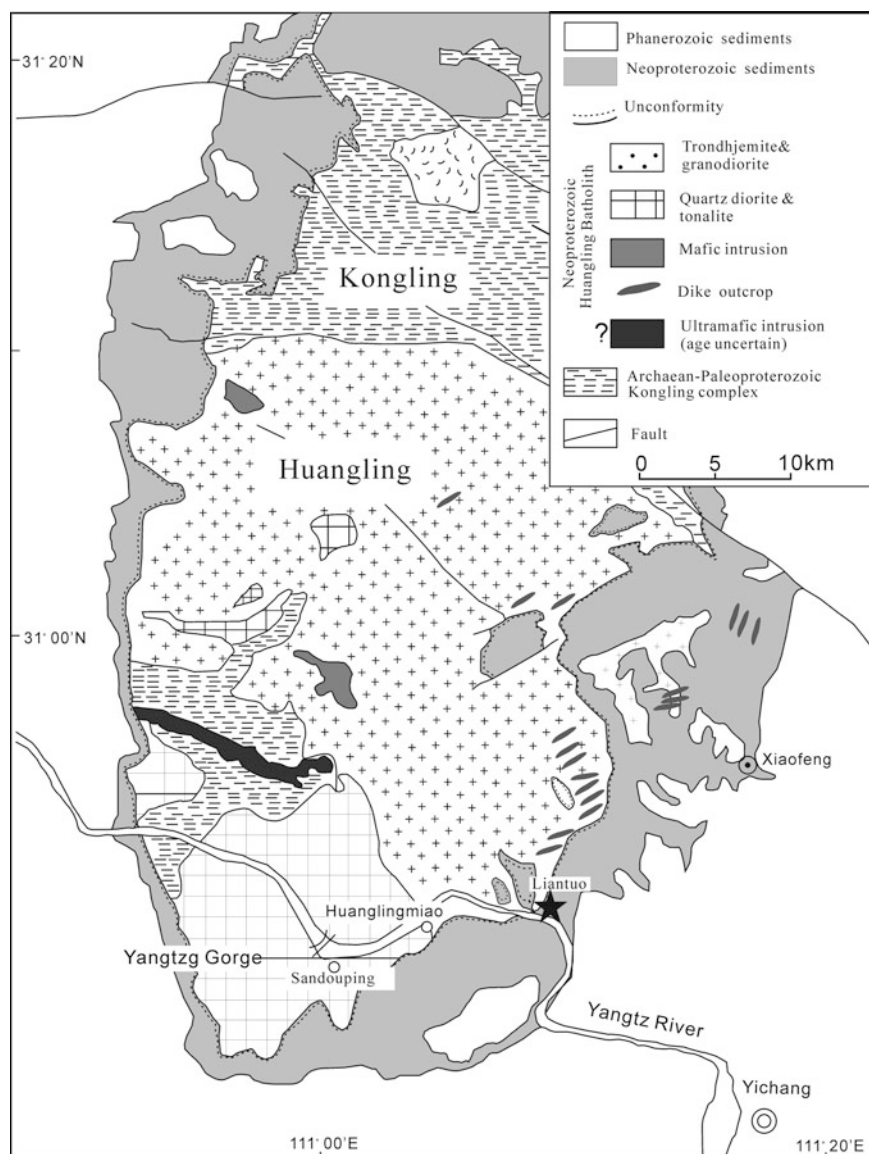 31°20'N
Phanerozoic sediments
Neoproterozoic sediments
Unconformity
Neoproterozoic
Huangling Batholith
Trondhjemite&
granodiorite
Quartz diorite &
tonalite
Mafic intrusion
Dike outcrop
?
Ultramafic intrusion
(age uncertain)
Archaean-Paleoproterozoic
Kongling complex
Fault
0 5 10km
Kongling
Huangling
31°00'N
Xiaofeng
Liantuo
Huanglingmiao
Yangtzg Gorge
Sandouping
Yangtz River
Yichang
111°00'E
111°20'E